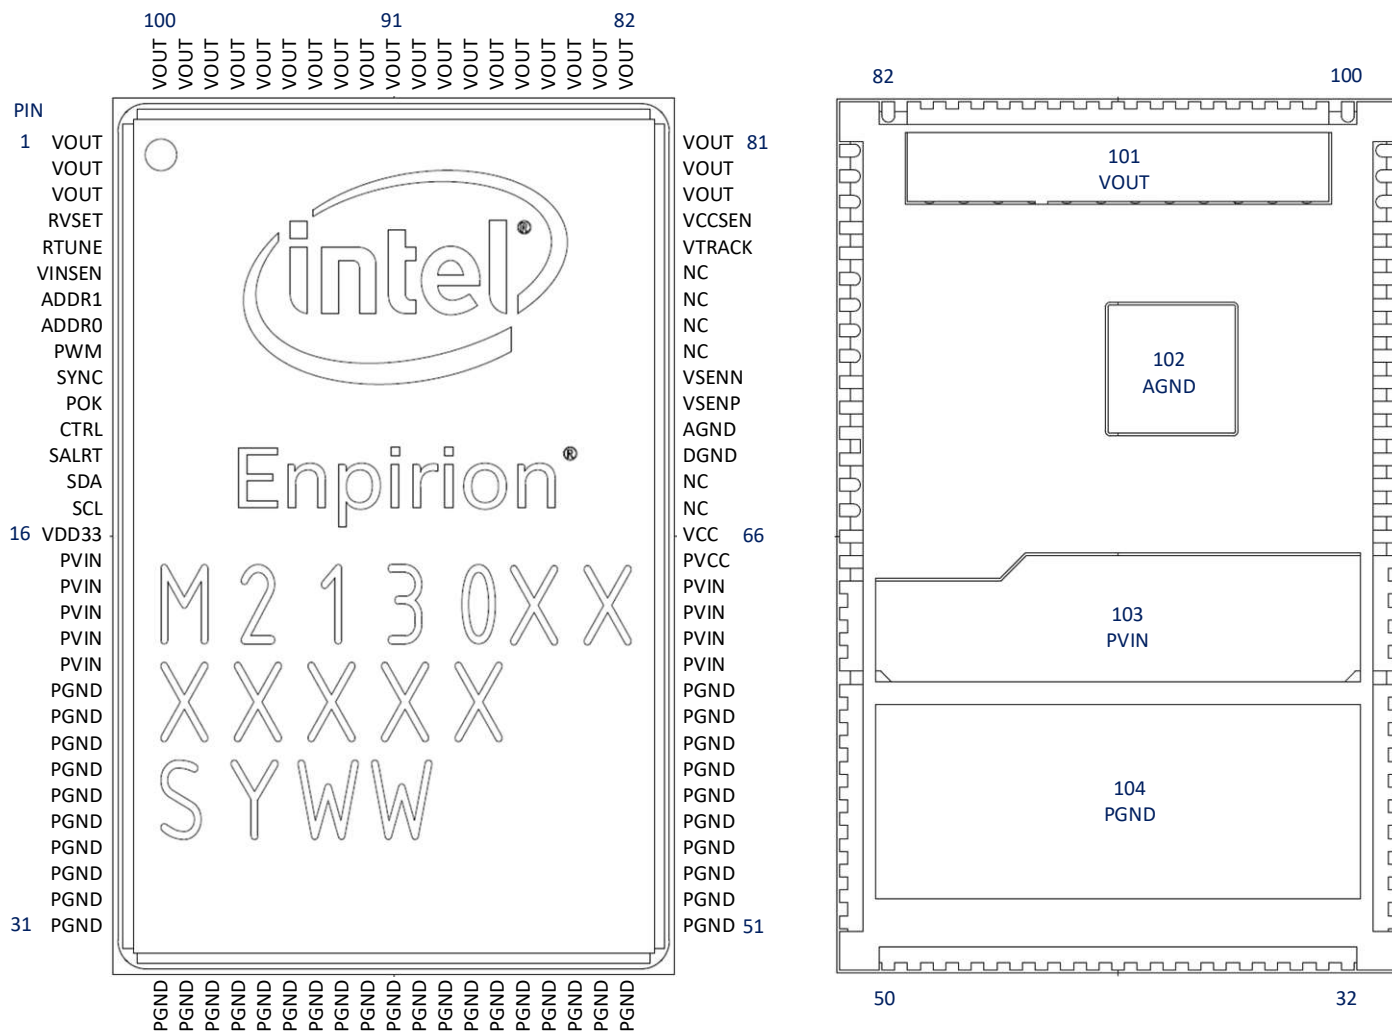 100 91 82
VOUT VOUT VOUT VOUT VOUT VOUT VOUT VOUT VOUT VOUT VOUT VOUT VOUT VOUT VOUT VOUT VOUT VOUT VOUT
PIN
1 VOUT
VOUT
VOUT
RVSET
RTUNE
VINSEN
ADDR1
ADDR0
PWM
SYNC
POK
CTRL
SALRT
SDA
SCL
16 VDD33
PVIN
PVIN
PVIN
PVIN
PVIN
PGND
PGND
PGND
PGND
PGND
PGND
PGND
PGND
PGND
31 PGND
intel®
Enpirion®
M2130XX
XXXXX
SYWW
VOUT 81
VOUT
VOUT
VCCSEN
VTRACK
NC
NC
NC
NC
VSENN
VSENP
AGND
DGND
NC
NC
VCC 66
PVCC
PVIN
PVIN
PVIN
PVIN
PGND
PGND
PGND
PGND
PGND
PGND
PGND
PGND
PGND
PGND 51
PGND PGND PGND PGND PGND PGND PGND PGND PGND PGND PGND PGND PGND PGND PGND PGND PGND PGND PGND
82 100
101
VOUT
102
AGND
103
PVIN
104
PGND
50 32